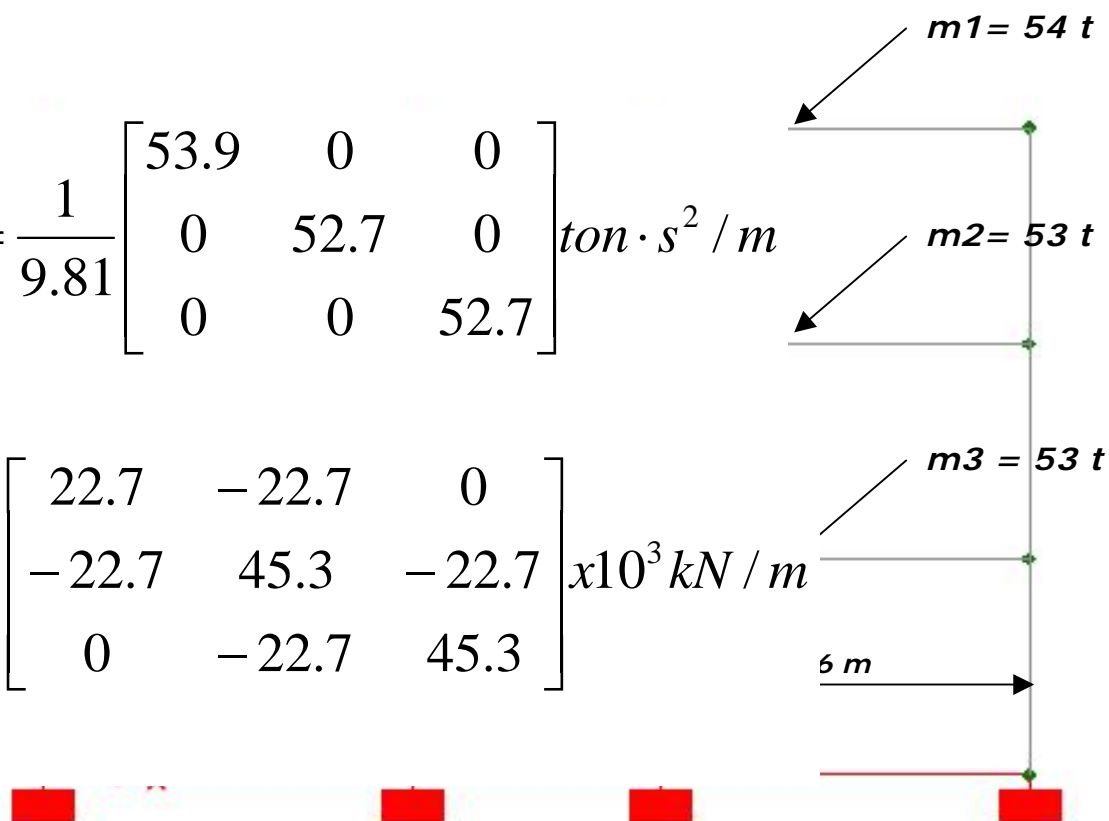 m1= 54 t
= 1/9.81 [53.9 0 0
0 52.7 0
0 0 52.7] ton · s² / m
m2= 53 t
m3 = 53 t
[22.7 −22.7 0
−22.7 45.3 −22.7
0 −22.7 45.3] x10³ kN / m
6 m